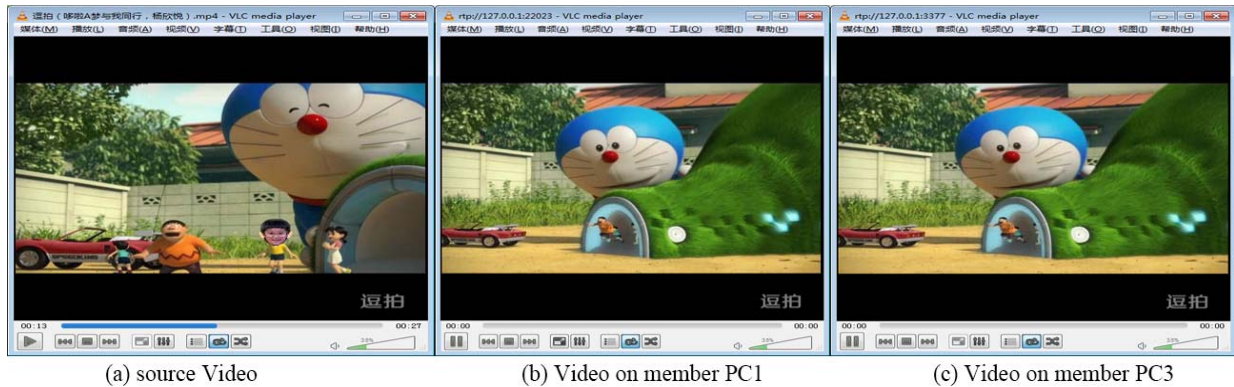 逗拍(哆啦A梦与我同行,杨欣悦).mp4 - VLC media player
媒体(M) 播放(L) 音频(A) 视频(V) 字幕(T) 工具(O) 视图(I) 帮助(H)
逗拍
00:13 00:27
rtp://127.0.0.1:22023 - VLC media player
媒体(M) 播放(L) 音频(A) 视频(V) 字幕(T) 工具(O) 视图(I) 帮助(H)
逗拍
00:00 00:00
rtp://127.0.0.1:3377 - VLC media player
媒体(M) 播放(L) 音频(A) 视频(V) 字幕(T) 工具(O) 视图(I) 帮助(H)
逗拍
00:00 00:00
(a) source Video
(b) Video on member PC1
(c) Video on member PC3